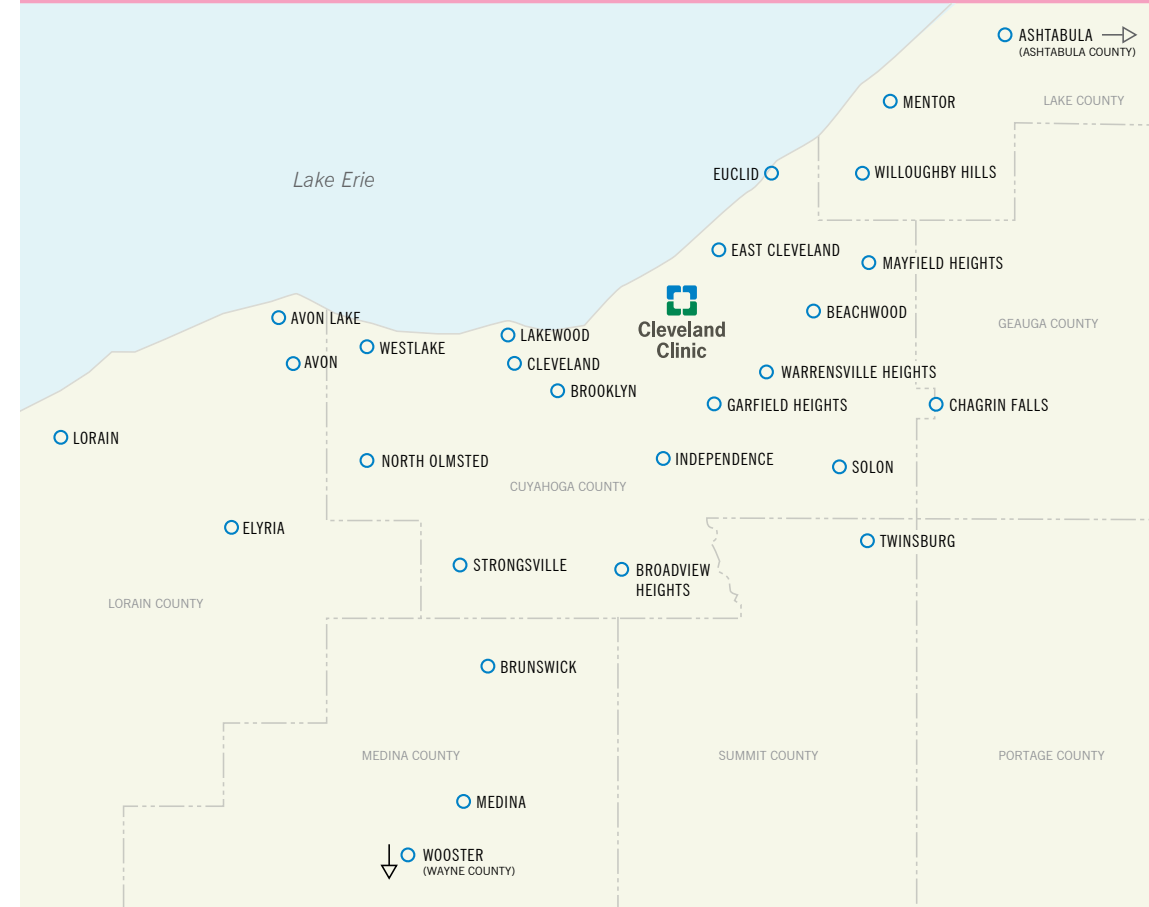 ASHTABULA
(ASHTABULA COUNTY)
MENTOR
LAKE COUNTY
Lake Erie
EUCLID
WILLOUGHBY HILLS
EAST CLEVELAND
MAYFIELD HEIGHTS
BEACHWOOD
AVON LAKE
GEAUGA COUNTY
Cleveland
Clinic
LAKEWOOD
WESTLAKE
AVON
CLEVELAND
WARRENSVILLE HEIGHTS
BROOKLYN
GARFIELD HEIGHTS
CHAGRIN FALLS
LORAIN
NORTH OLMSTED
INDEPENDENCE
SOLON
CUYAHOGA COUNTY
ELYRIA
TWINSBURG
STRONGSVILLE
BROADVIEW
HEIGHTS
LORAIN COUNTY
BRUNSWICK
MEDINA COUNTY
SUMMIT COUNTY
PORTAGE COUNTY
MEDINA
WOOSTER
(WAYNE COUNTY)